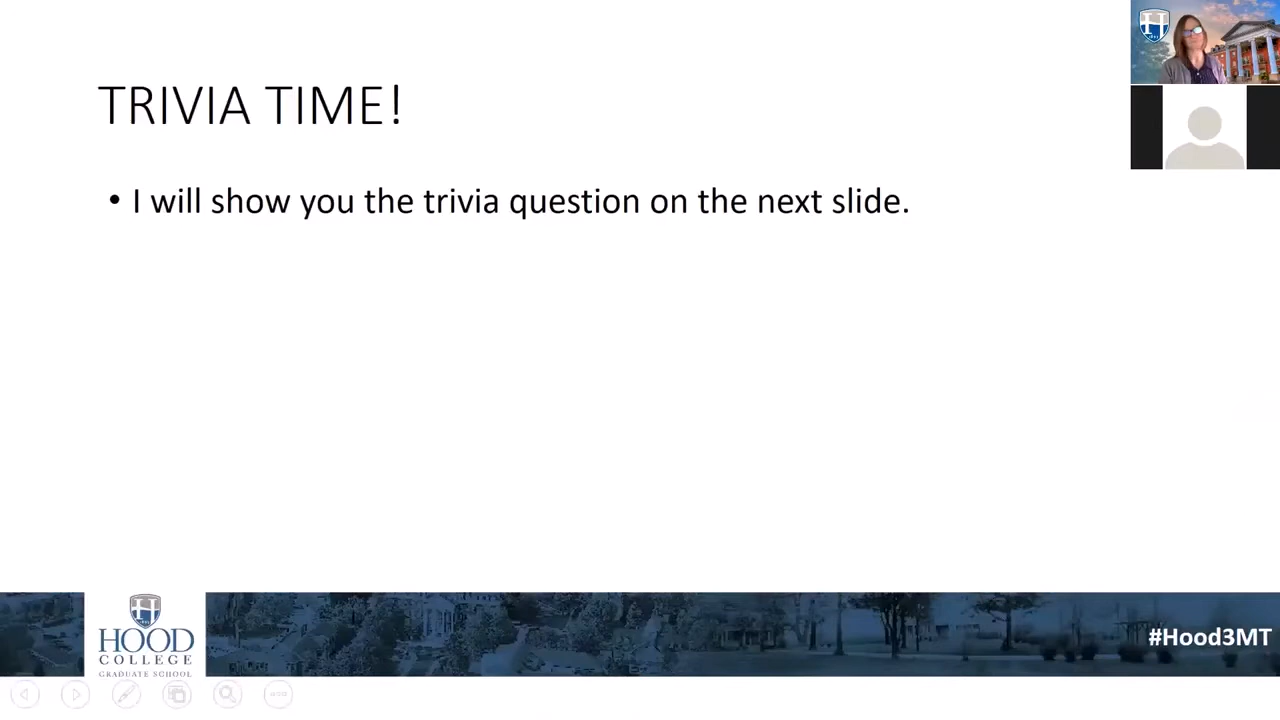 TRIVIA TIME!
• I will show you the trivia question on the next slide.
HOOD
COLLEGE
GRADUATE SCHOOL
#Hood3MT